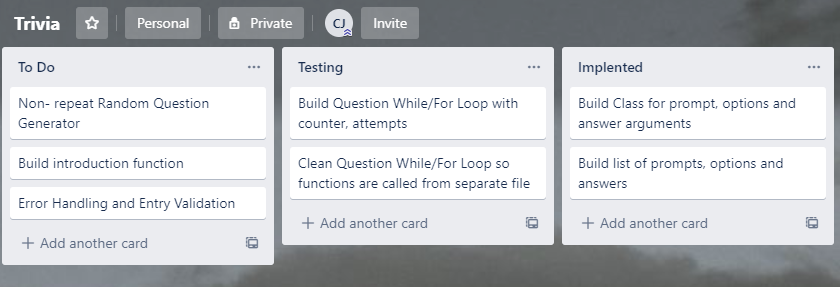 Trivia
Personal
Private
CJ
Invite
To Do
Non- repeat Random Question
Generator
Build introduction function
Error Handling and Entry Validation
+ Add another card
Testing
Build Question While/For Loop with
counter, attempts
Clean Question While/For Loop so
functions are called from separate file
+ Add another card
Implented
Build Class for prompt, options and
answer arguments
Build list of prompts, options and
answers
+ Add another card